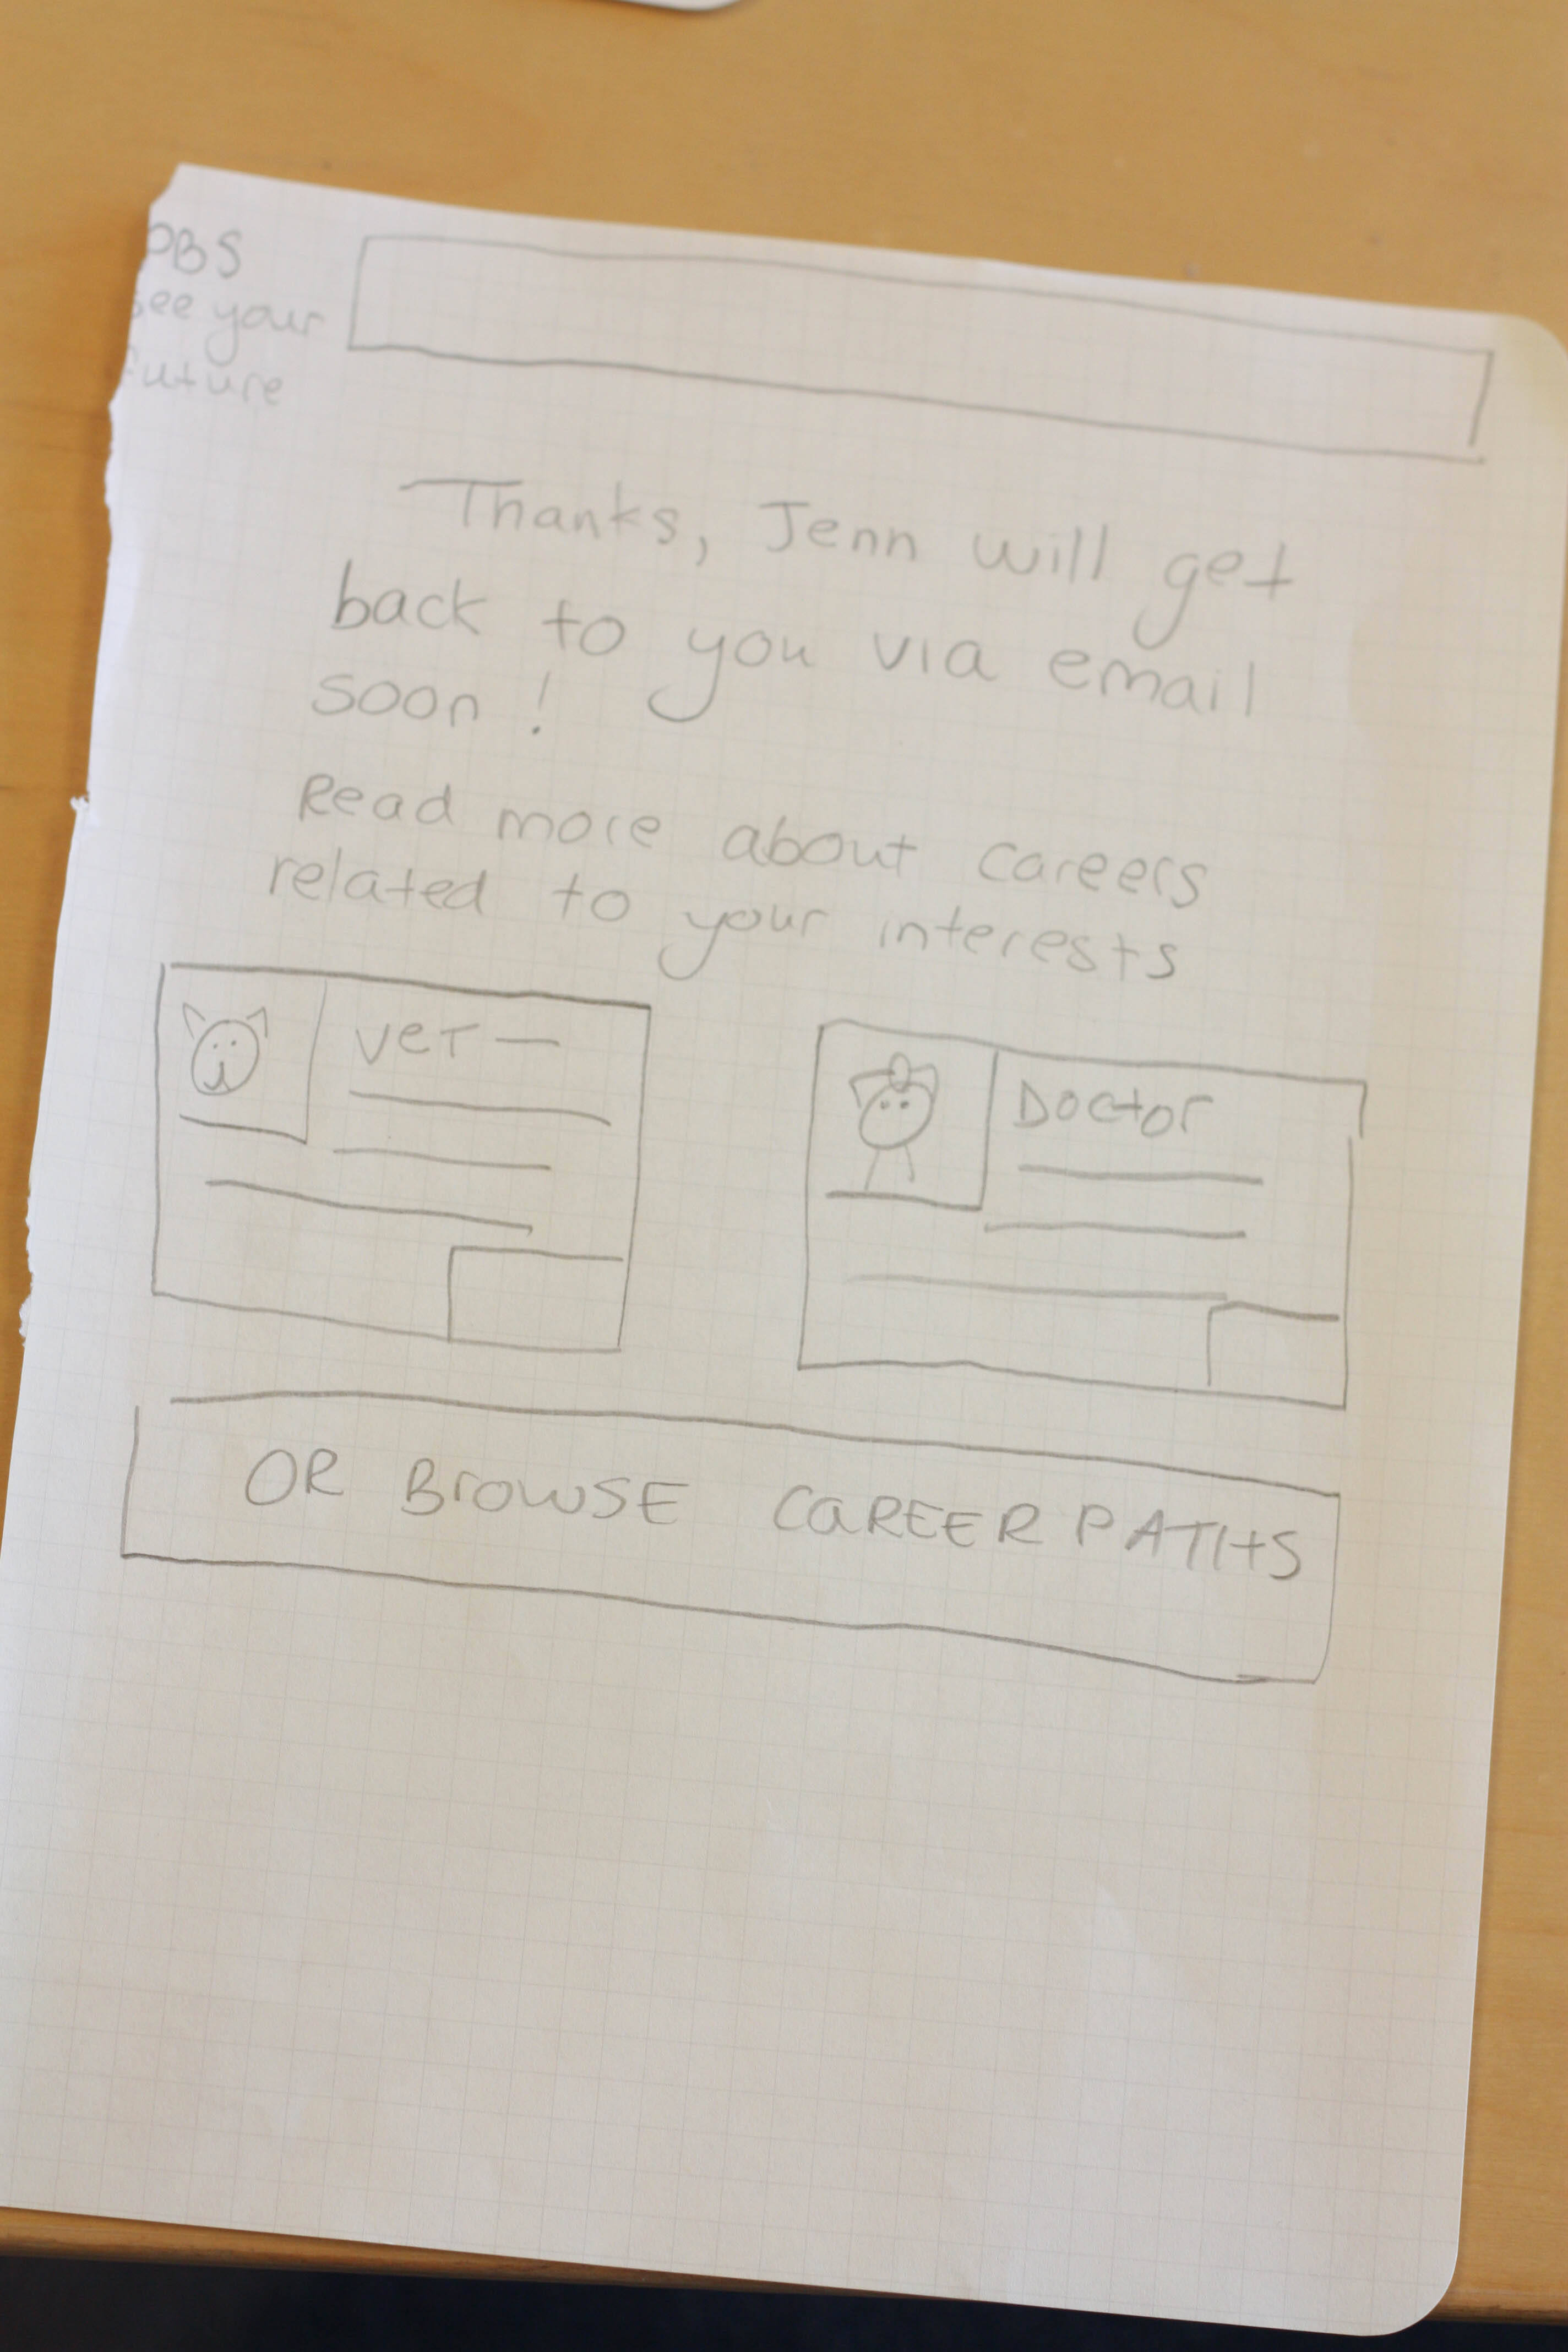 PBS
see your
future
Thanks, Jenn will get
back to you via email
soon!
Read more about careers
related to your interests
Vet
Doctor
OR BROWSE CAREER PATHS